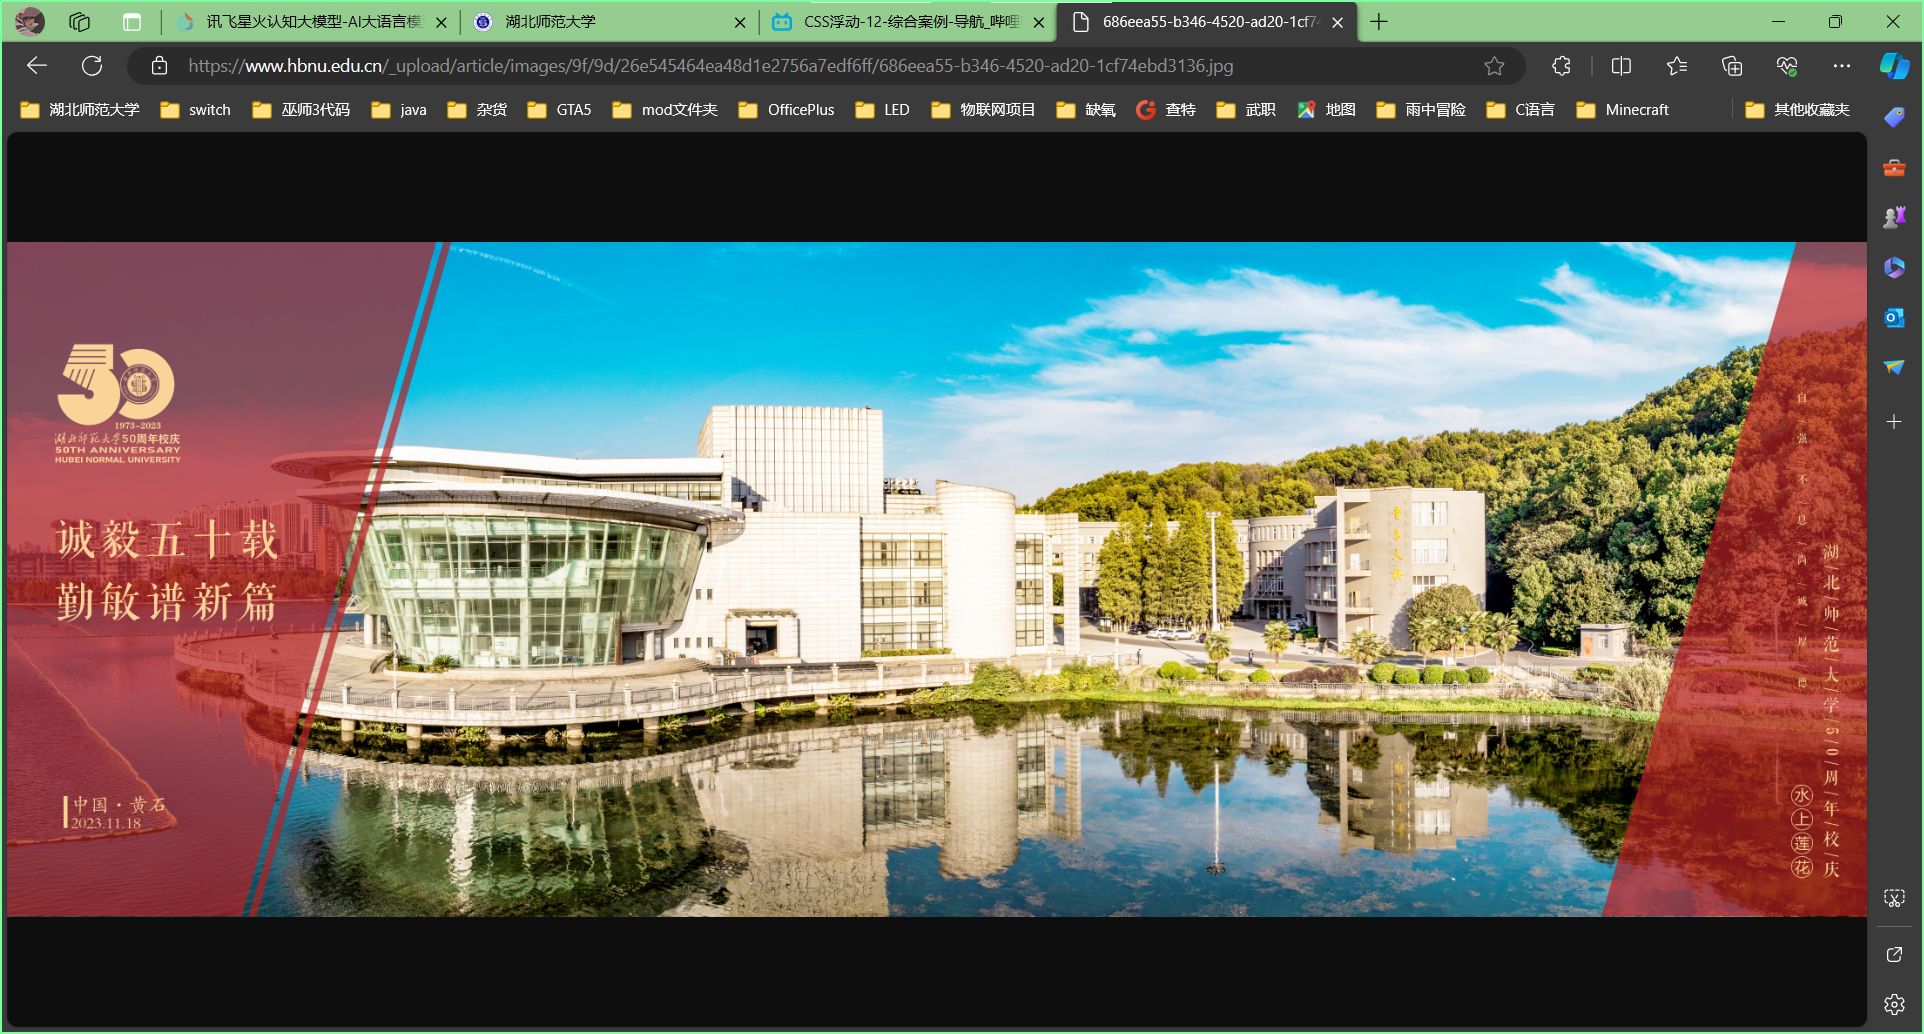 讯飞星火认知大模型-AI大语言模
湖北师范大学
CSS浮动-12-综合案例-导航_哔哩
686eea55-b346-4520-ad20-1cf74
https://www.hbnu.edu.cn/_upload/article/images/9f/9d/26e545464ea48d1e2756a7edf6ff/686eea55-b346-4520-ad20-1cf74ebd3136.jpg
湖北师范大学
switch
巫师3代码
java
杂货
GTA5
mod文件夹
OfficePlus
LED
物联网项目
缺氧
查特
武职
地图
雨中冒险
C语言
Minecraft
其他收藏夹
50
1973-2023
湖北师范大学50周年校庆
50TH ANNIVERSARY
HUBEI NORMAL UNIVERSITY
诚毅五十载
勤敏谱新篇
中国·黄石
2023.11.18
自/强/不/息/尚/诚/厚/德
湖/北/师/范/大/学/50/周/年/校/庆
水上莲花